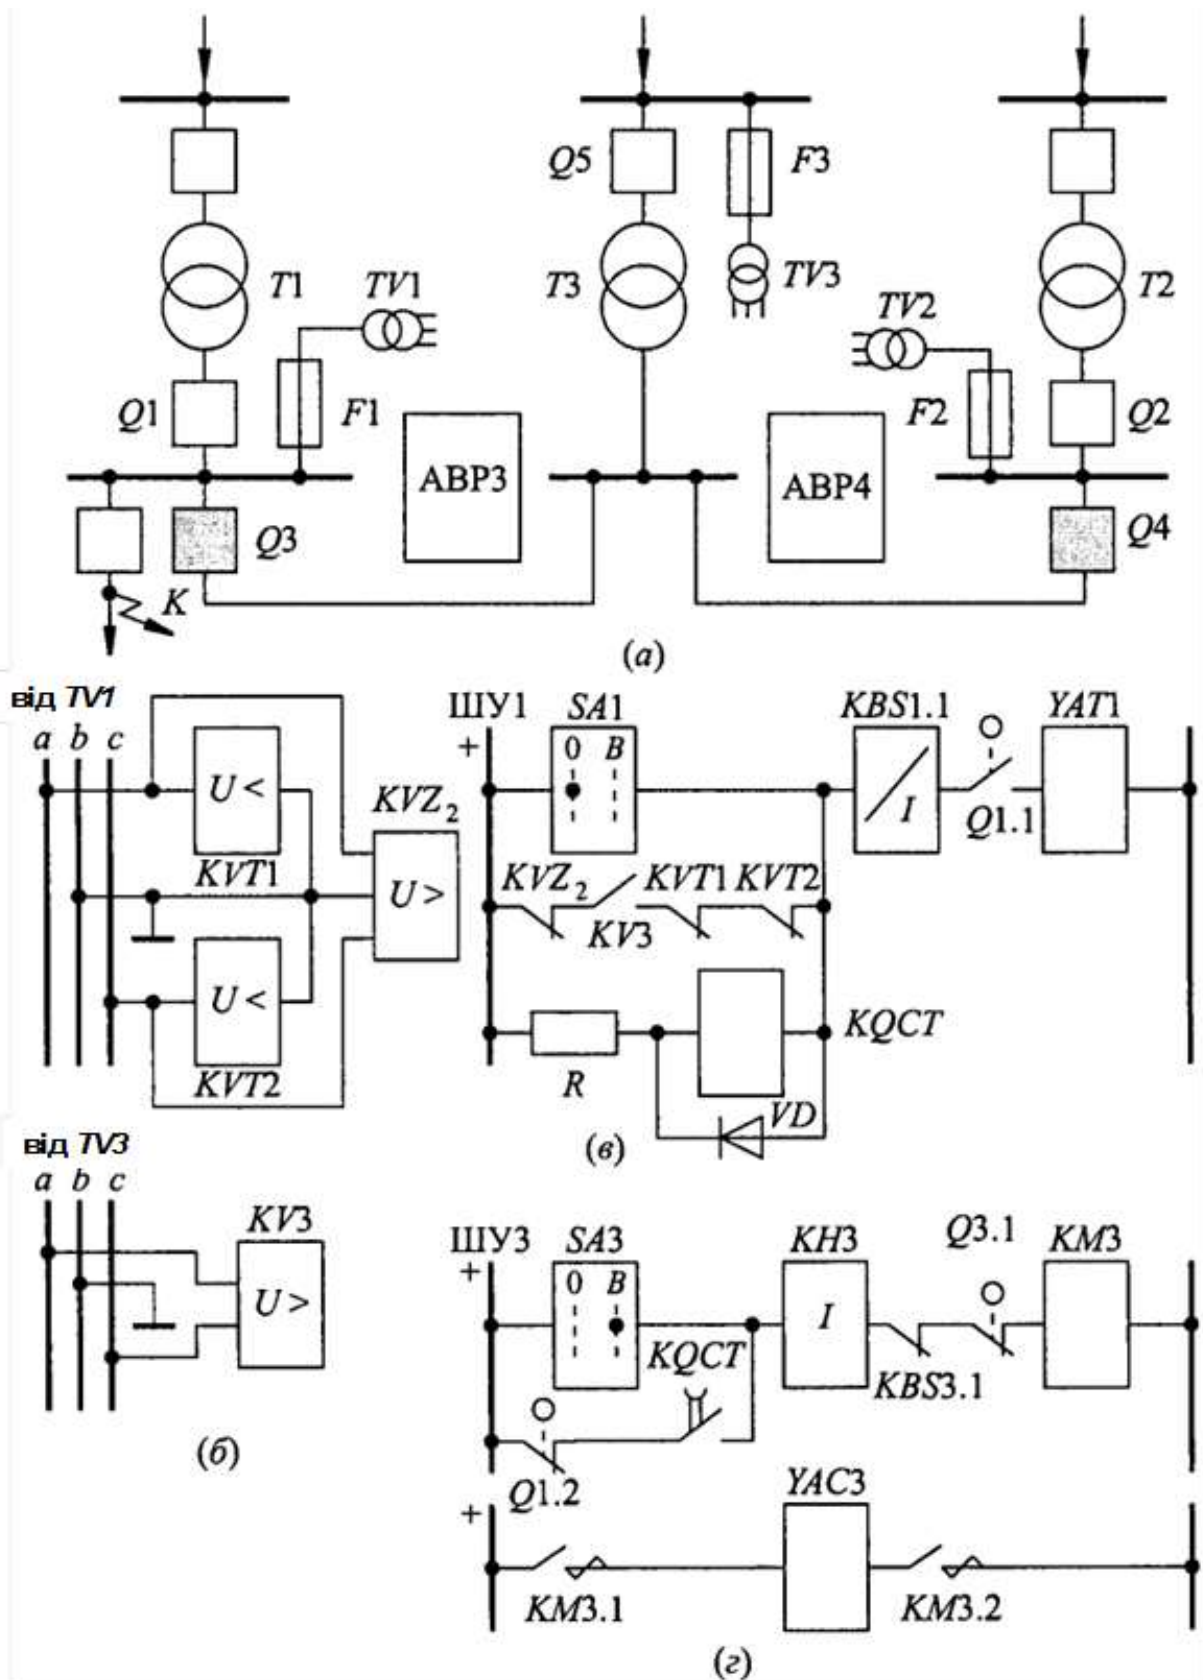 Q5
F3
T1
TV1
T3
TV3
TV2
T2
Q1
F1
F2
Q2
АВР3
АВР4
Q3
Q4
K
(а)
від TV1
a b c
U <
KVT1
KVZ2
U >
U <
KVT2
ШУ1
+
SA1
0 В
KBS1.1
I
Q1.1
YAT1
KVZ2
KV3
KVT1
KVT2
R
KQCT
VD
(в)
від TV3
a b c
KV3
U >
(б)
ШУ3
+
SA3
0 В
KH3
I
Q3.1
KM3
KQCT
KBS3.1
Q1.2
+
YAC3
KM3.1
KM3.2
(г)